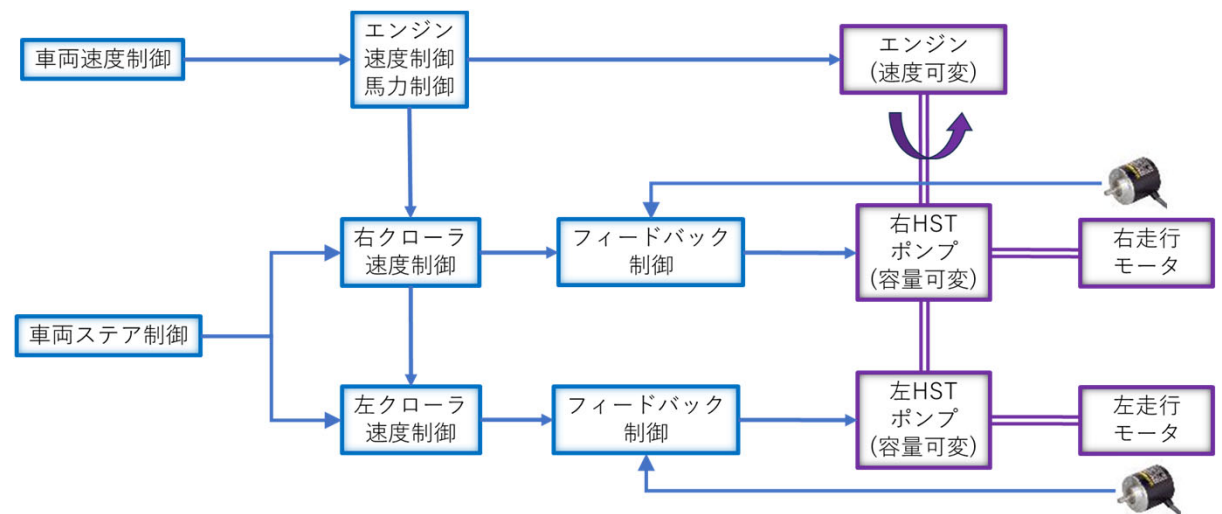 車両速度制御
エンジン
速度制御
馬力制御
エンジン
(速度可変)
右クローラ
速度制御
フィードバック
制御
右HST
ポンプ
(容量可変)
右走行
モータ
車両ステア制御
左クローラ
速度制御
フィードバック
制御
左HST
ポンプ
(容量可変)
左走行
モータ